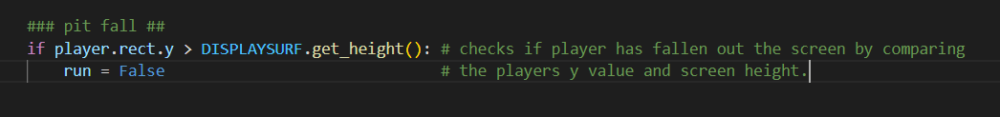 ### pit fall ##
if player.rect.y > DISPLAYSURF.get_height(): # checks if player has fallen out the screen by comparing
    run = False                              # the players y value and screen height.